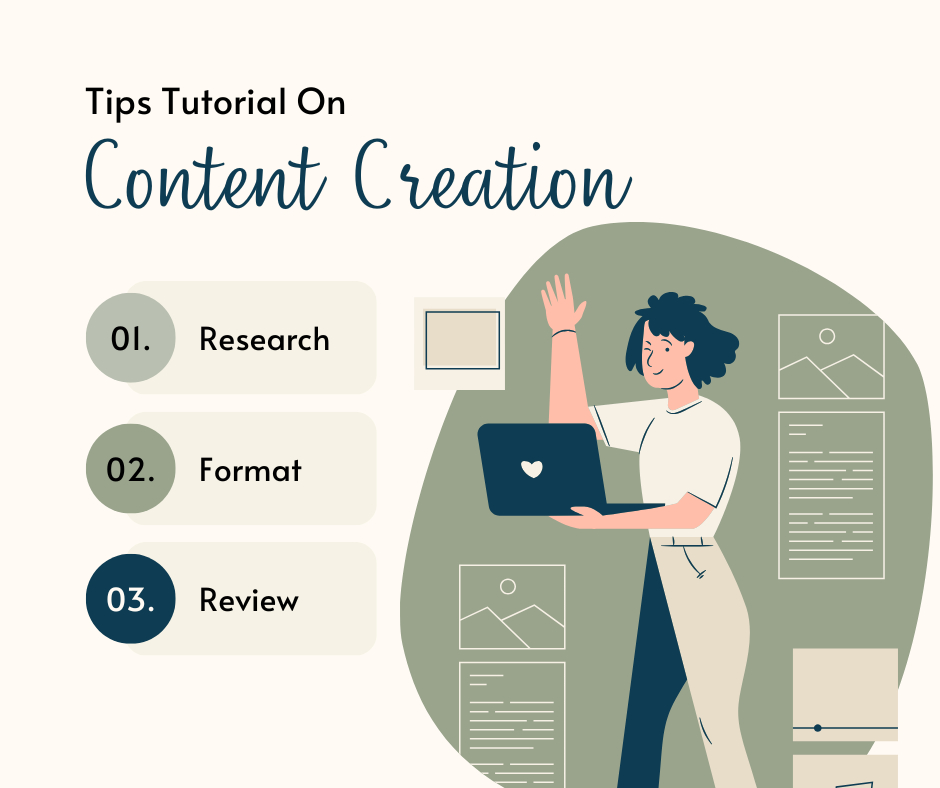 Tips Tutorial On
Content Creation
01. Research
02. Format
03. Review